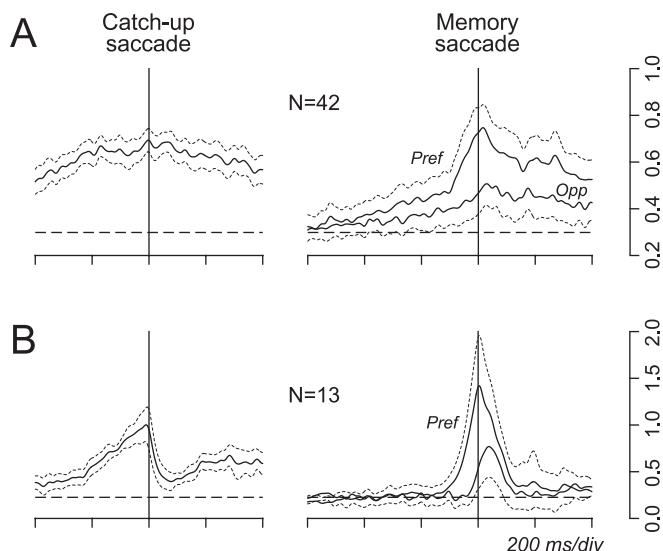 A
Catch-up
saccade
Memory
saccade
N=42
Pref
Opp
1.0
0.8
0.6
0.4
0.2
B
N=13
Pref
2.0
1.5
1.0
0.5
0.0
200 ms/div